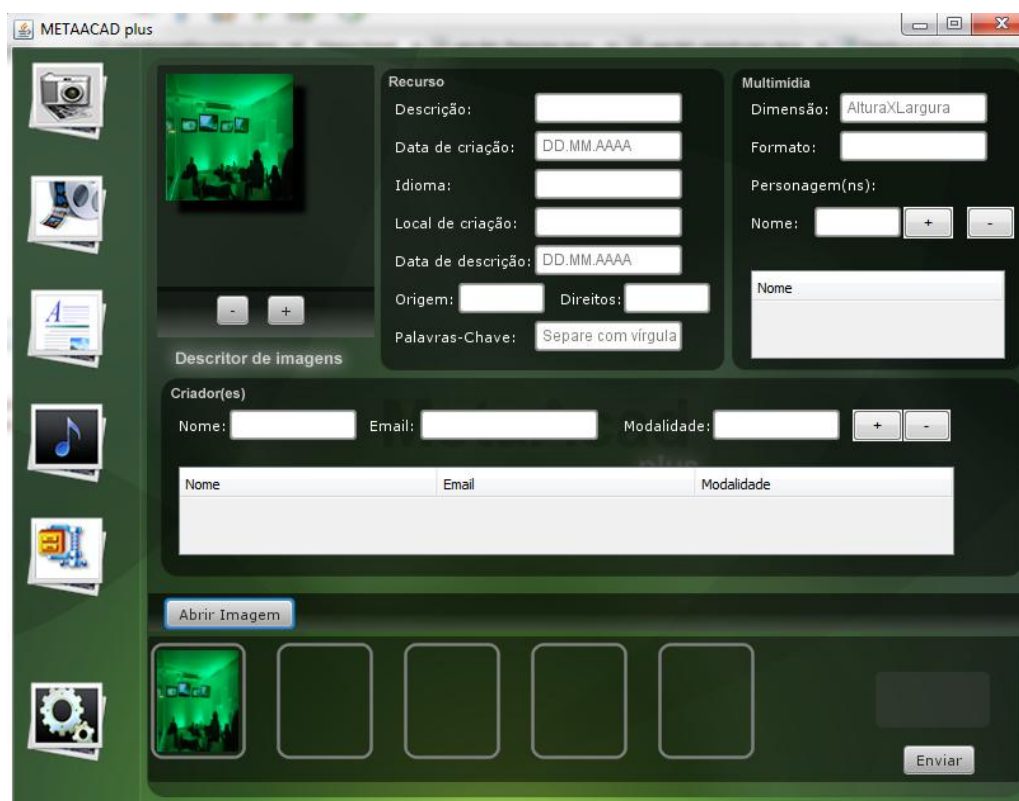 METAACAD plus
Recurso
Descrição:
Data de criação: DD.MM.AAAA
Idioma:
Local de criação:
Data de descrição: DD.MM.AAAA
Origem: Direitos:
Palavras-Chave: Separe com vírgula
Multimídia
Dimensão: AlturaXLargura
Formato:
Personagem(ns):
Nome: + -
Nome
- +
Descritor de imagens
Criador(es)
Nome: Email: Modalidade: + -
MetaAcad
plus
Nome Email Modalidade
Abrir Imagem
Enviar